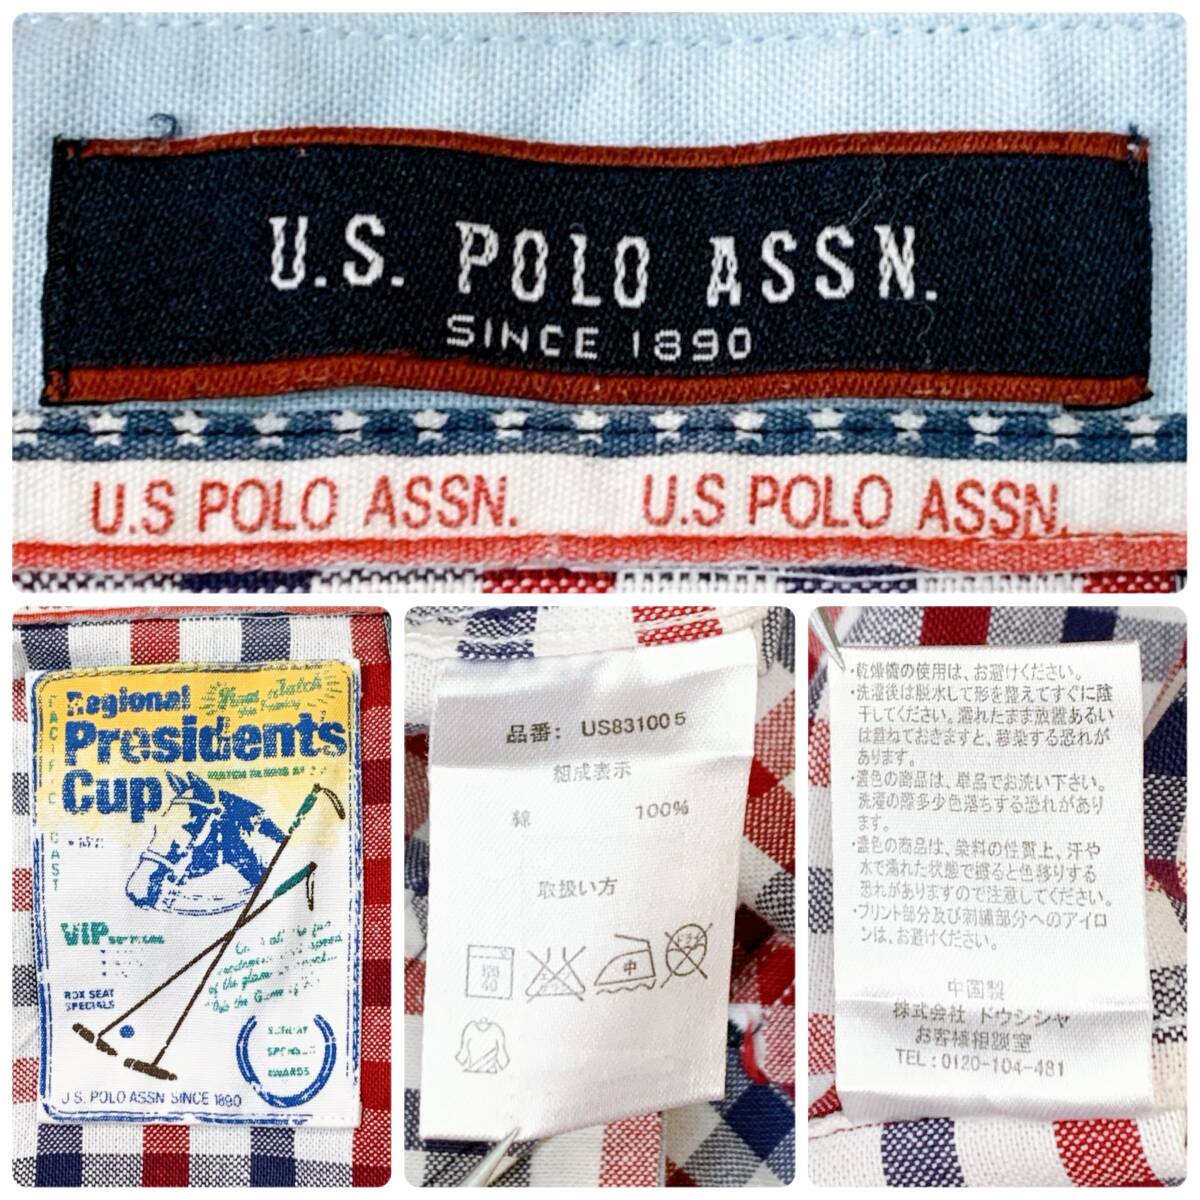 U.S. POLO ASSN.
SINCE 1890
U.S POLO ASSN. U.S POLO ASSN.
Regional
Presidents
Cup
VIP
BOX SEAT
SPECIALS
AWARDS
U.S. POLO ASSN SINCE 1890
品番: US831005
組成表示
綿 100%
取扱い方
中
・乾燥機の使用は、お避けください。
・洗濯後は脱水して形を整えてすぐに陰
干してください。濡れたまま放置あるい
は重ねておきますと、移染する恐れが
あります。
・濃色の商品は、単品でお洗い下さい。
洗濯の際多少色落ちする恐れがあり
ます。
・濃色の商品は、染料の性質上、汗や
水で濡れた状態で擦ると色移りする
恐れがありますので注意してください。
・プリント部分及び刺繍部分へのアイロ
ンは、お避けください。
中国製
株式会社 ドウシシャ
お客様相談室
TEL:0120-104-481